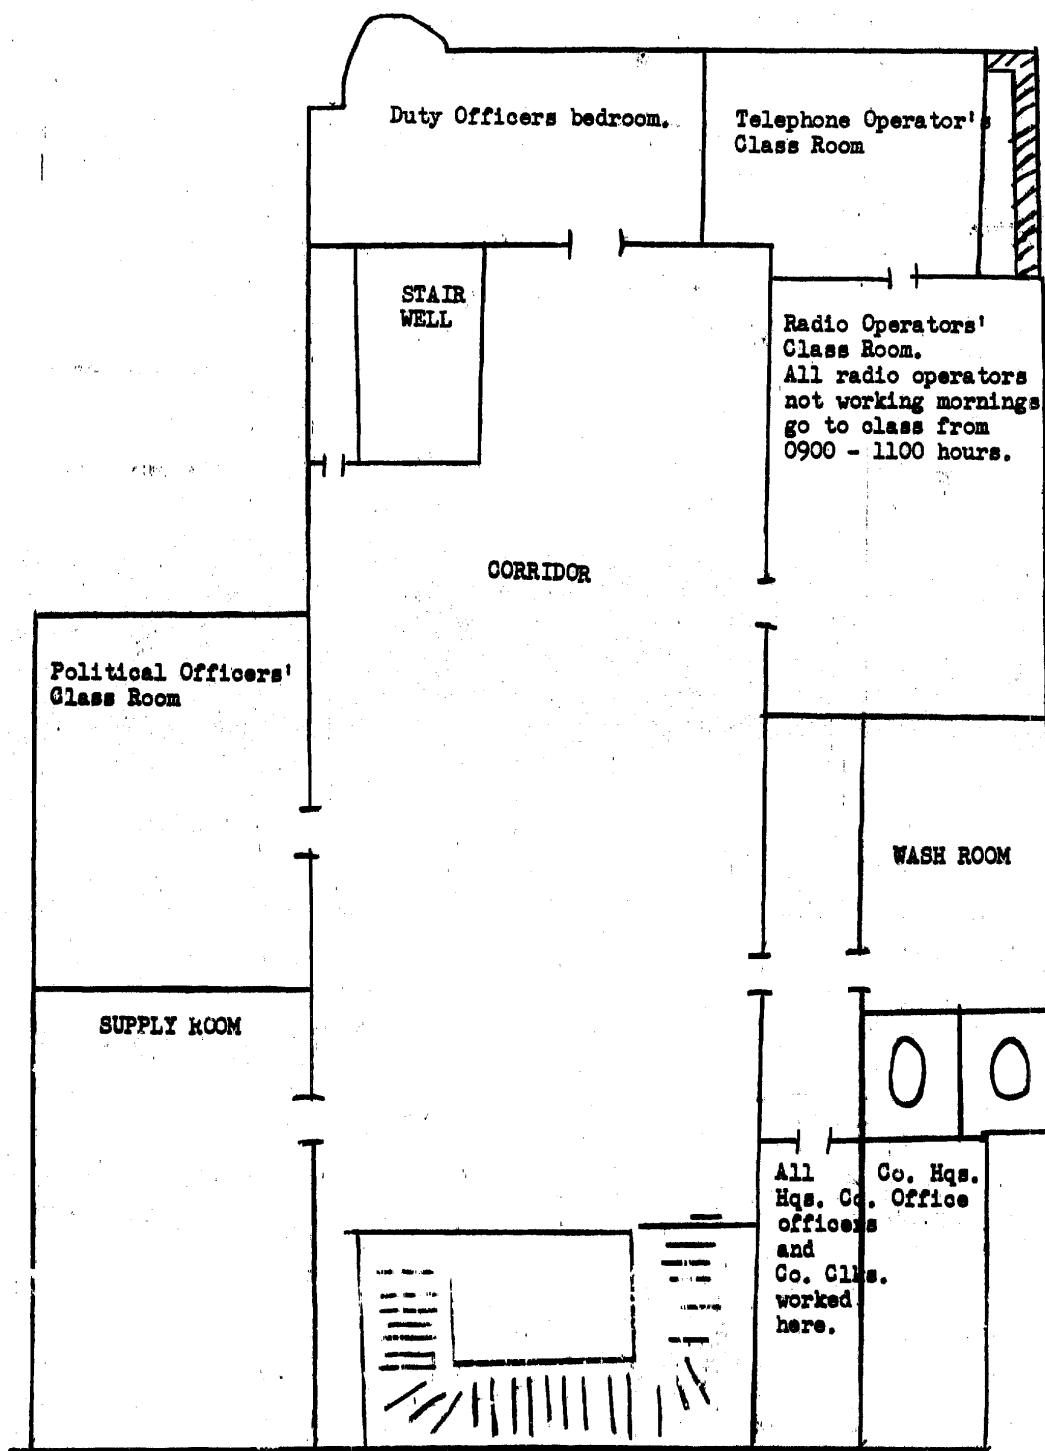 Duty Officers bedroom.
Telephone Operator's
Class Room
STAIR
WELL
Radio Operators'
Class Room.
All radio operators
not working mornings
go to class from
0900 - 1100 hours.
CORRIDOR
Political Officers'
Class Room
WASH ROOM
SUPPLY ROOM
All Co. Hqs.
Hqs. Co. Office
officers
and
Co. Clks.
worked
here.